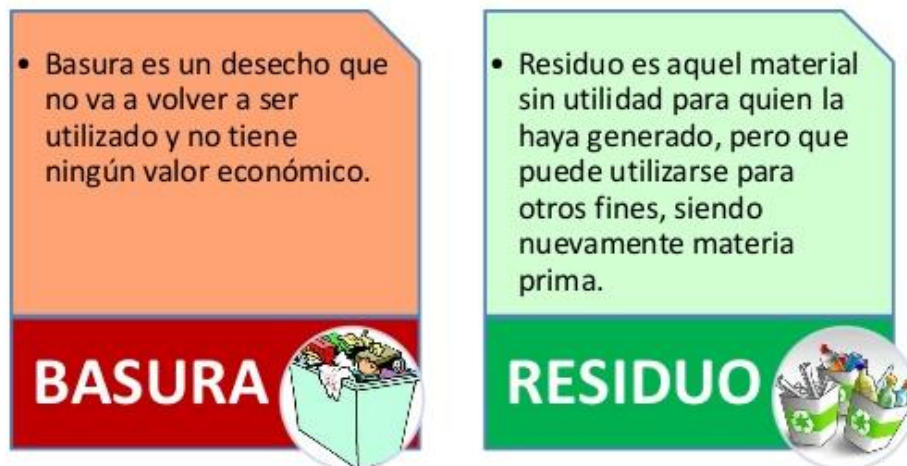 • Basura es un desecho que
no va a volver a ser
utilizado y no tiene
ningún valor económico.
BASURA
• Residuo es aquel material
sin utilidad para quien la
haya generado, pero que
puede utilizarse para
otros fines, siendo
nuevamente materia
prima.
RESIDUO